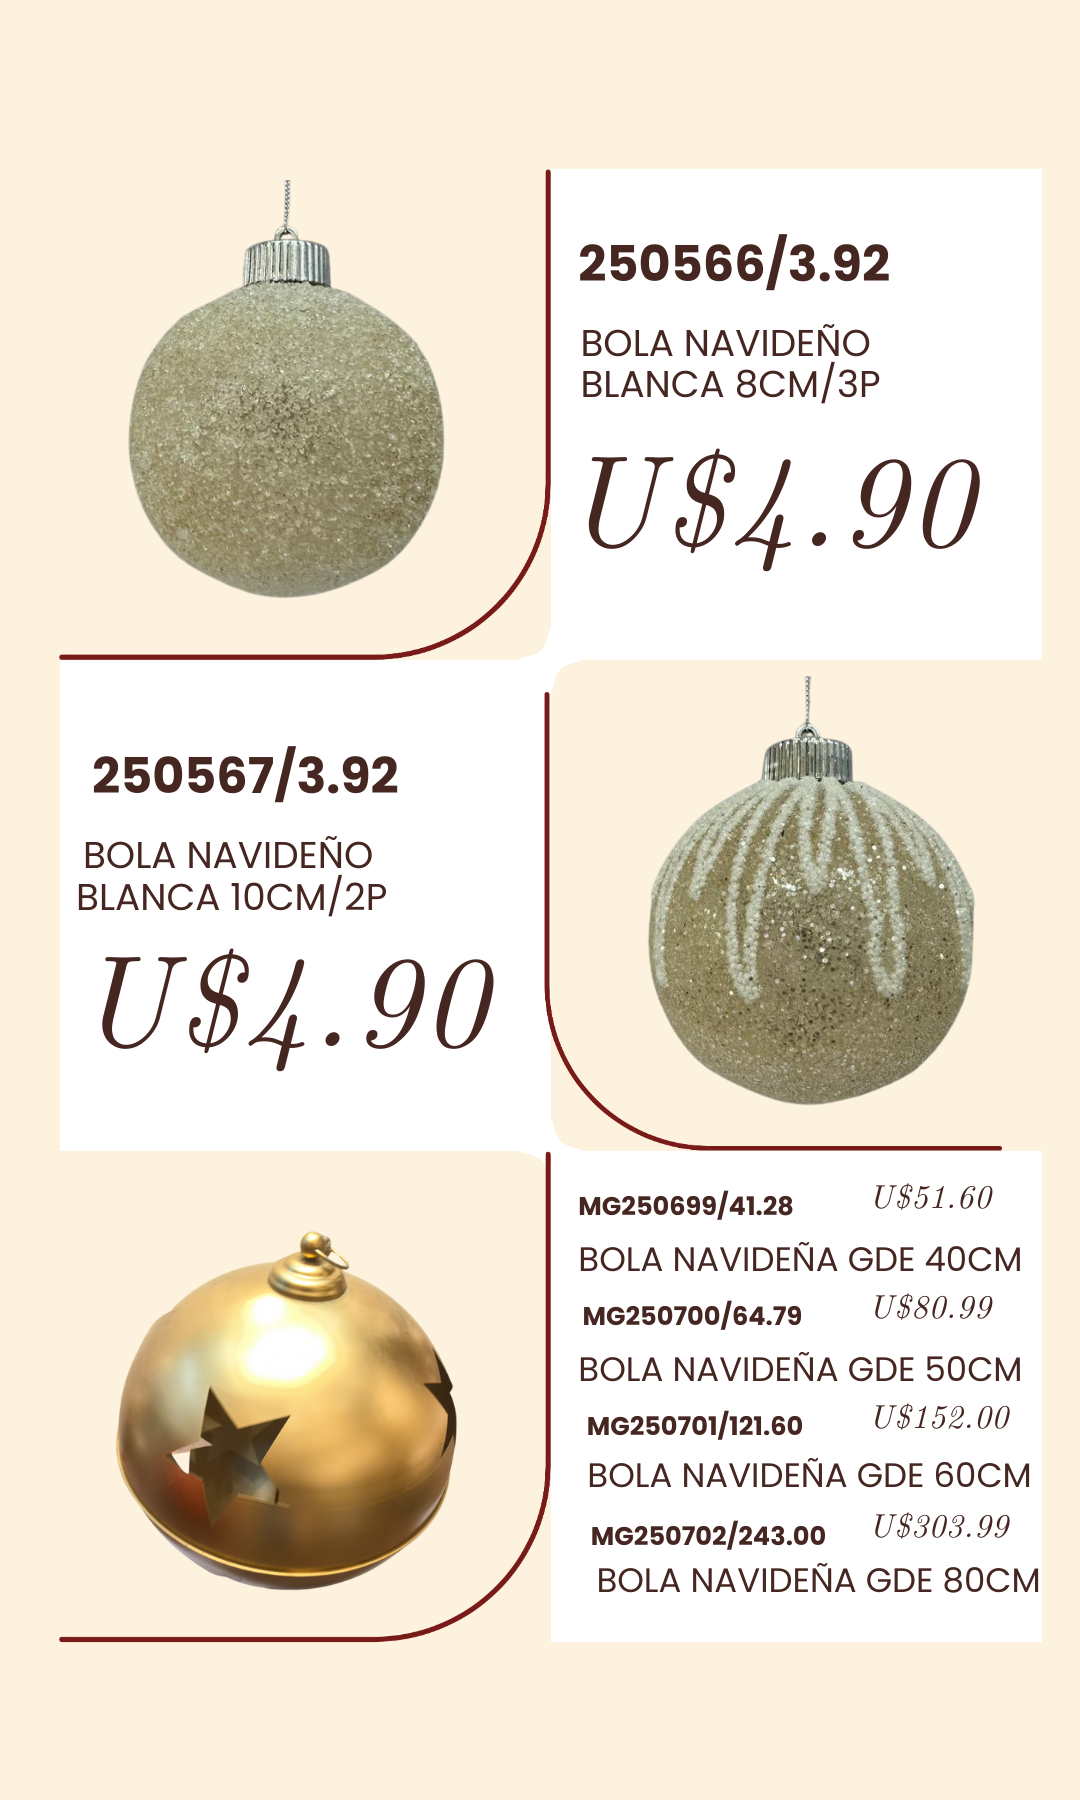 250566/3.92
BOLA NAVIDEÑO
BLANCA 8CM/3P
U$4.90
250567/3.92
BOLA NAVIDEÑO
BLANCA 10CM/2P
U$4.90
MG250699/41.28 U$51.60
BOLA NAVIDEÑA GDE 40CM
MG250700/64.79 U$80.99
BOLA NAVIDEÑA GDE 50CM
MG250701/121.60 U$152.00
BOLA NAVIDEÑA GDE 60CM
MG250702/243.00 U$303.99
BOLA NAVIDEÑA GDE 80CM